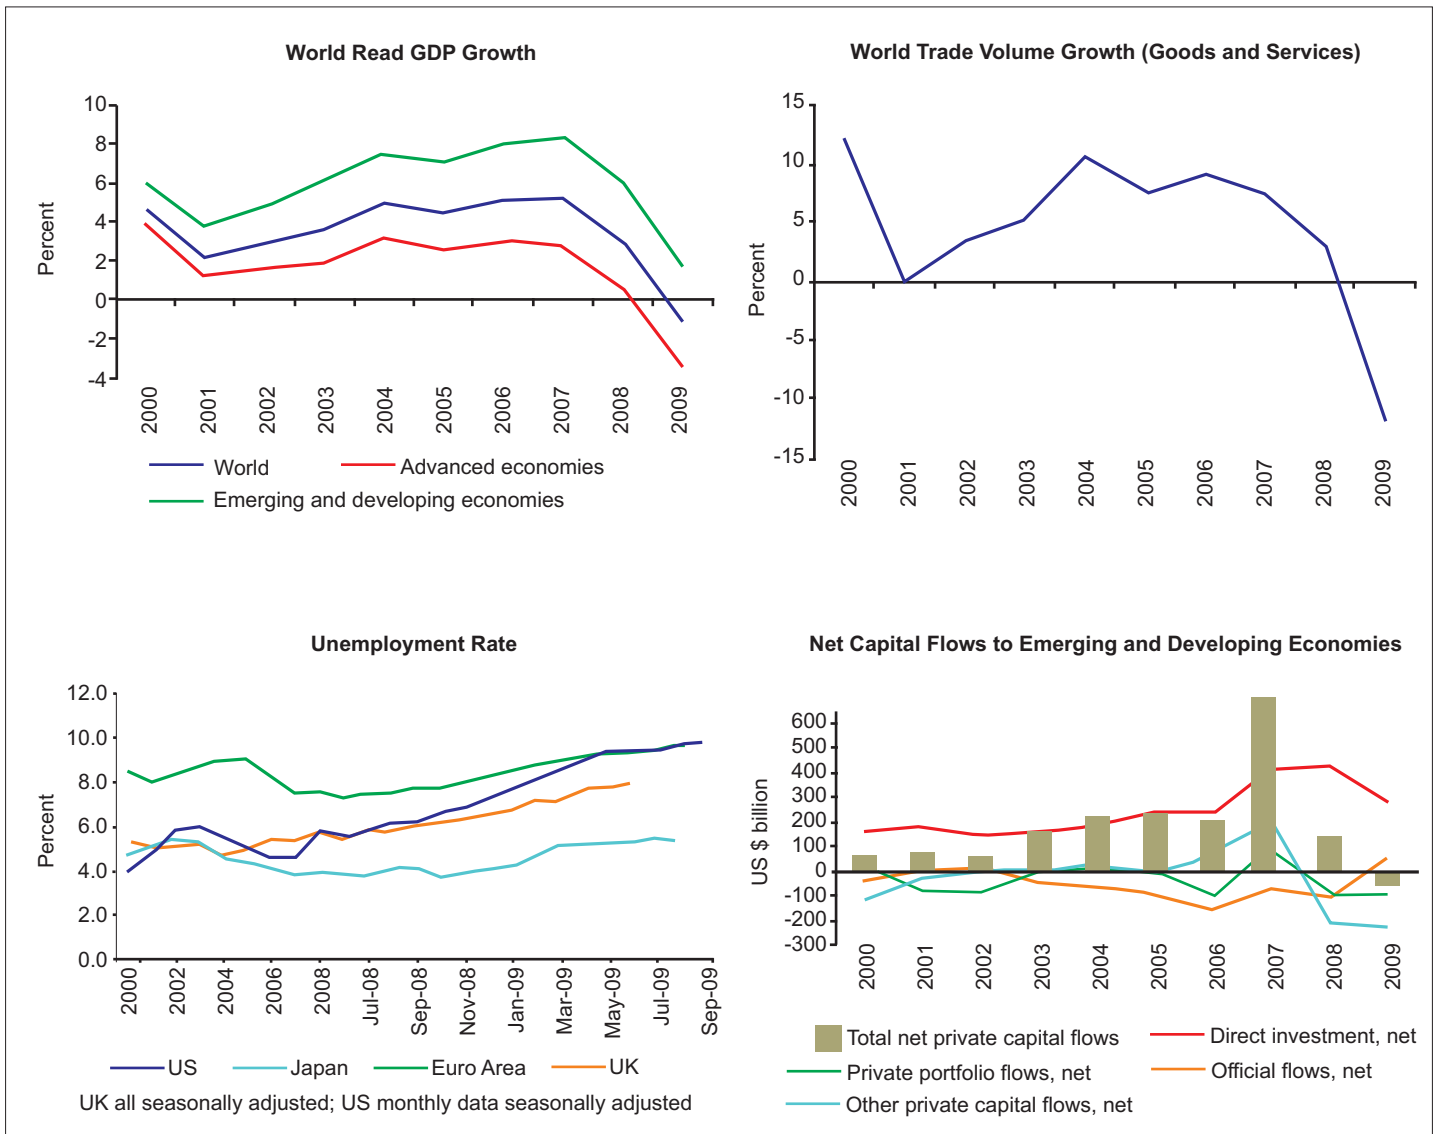 World Read GDP Growth
Percent
10
8
6
4
2
0
-2
-4
2000
2001
2002
2003
2004
2005
2006
2007
2008
2009
World
Advanced economies
Emerging and developing economies
World Trade Volume Growth (Goods and Services)
Percent
15
10
5
0
-5
-10
-15
2000
2001
2002
2003
2004
2005
2006
2007
2008
2009
Unemployment Rate
Percent
12.0
10.0
8.0
6.0
4.0
2.0
0.0
2000
2002
2004
2006
2008
Jul-08
Sep-08
Nov-08
Jan-09
Mar-09
May-09
Jul-09
Sep-09
US
Japan
Euro Area
UK
UK all seasonally adjusted; US monthly data seasonally adjusted
Net Capital Flows to Emerging and Developing Economies
US $ billion
600
500
400
300
200
100
0
-100
-200
-300
2000
2001
2002
2003
2004
2005
2006
2007
2008
2009
Total net private capital flows
Direct investment, net
Private portfolio flows, net
Official flows, net
Other private capital flows, net